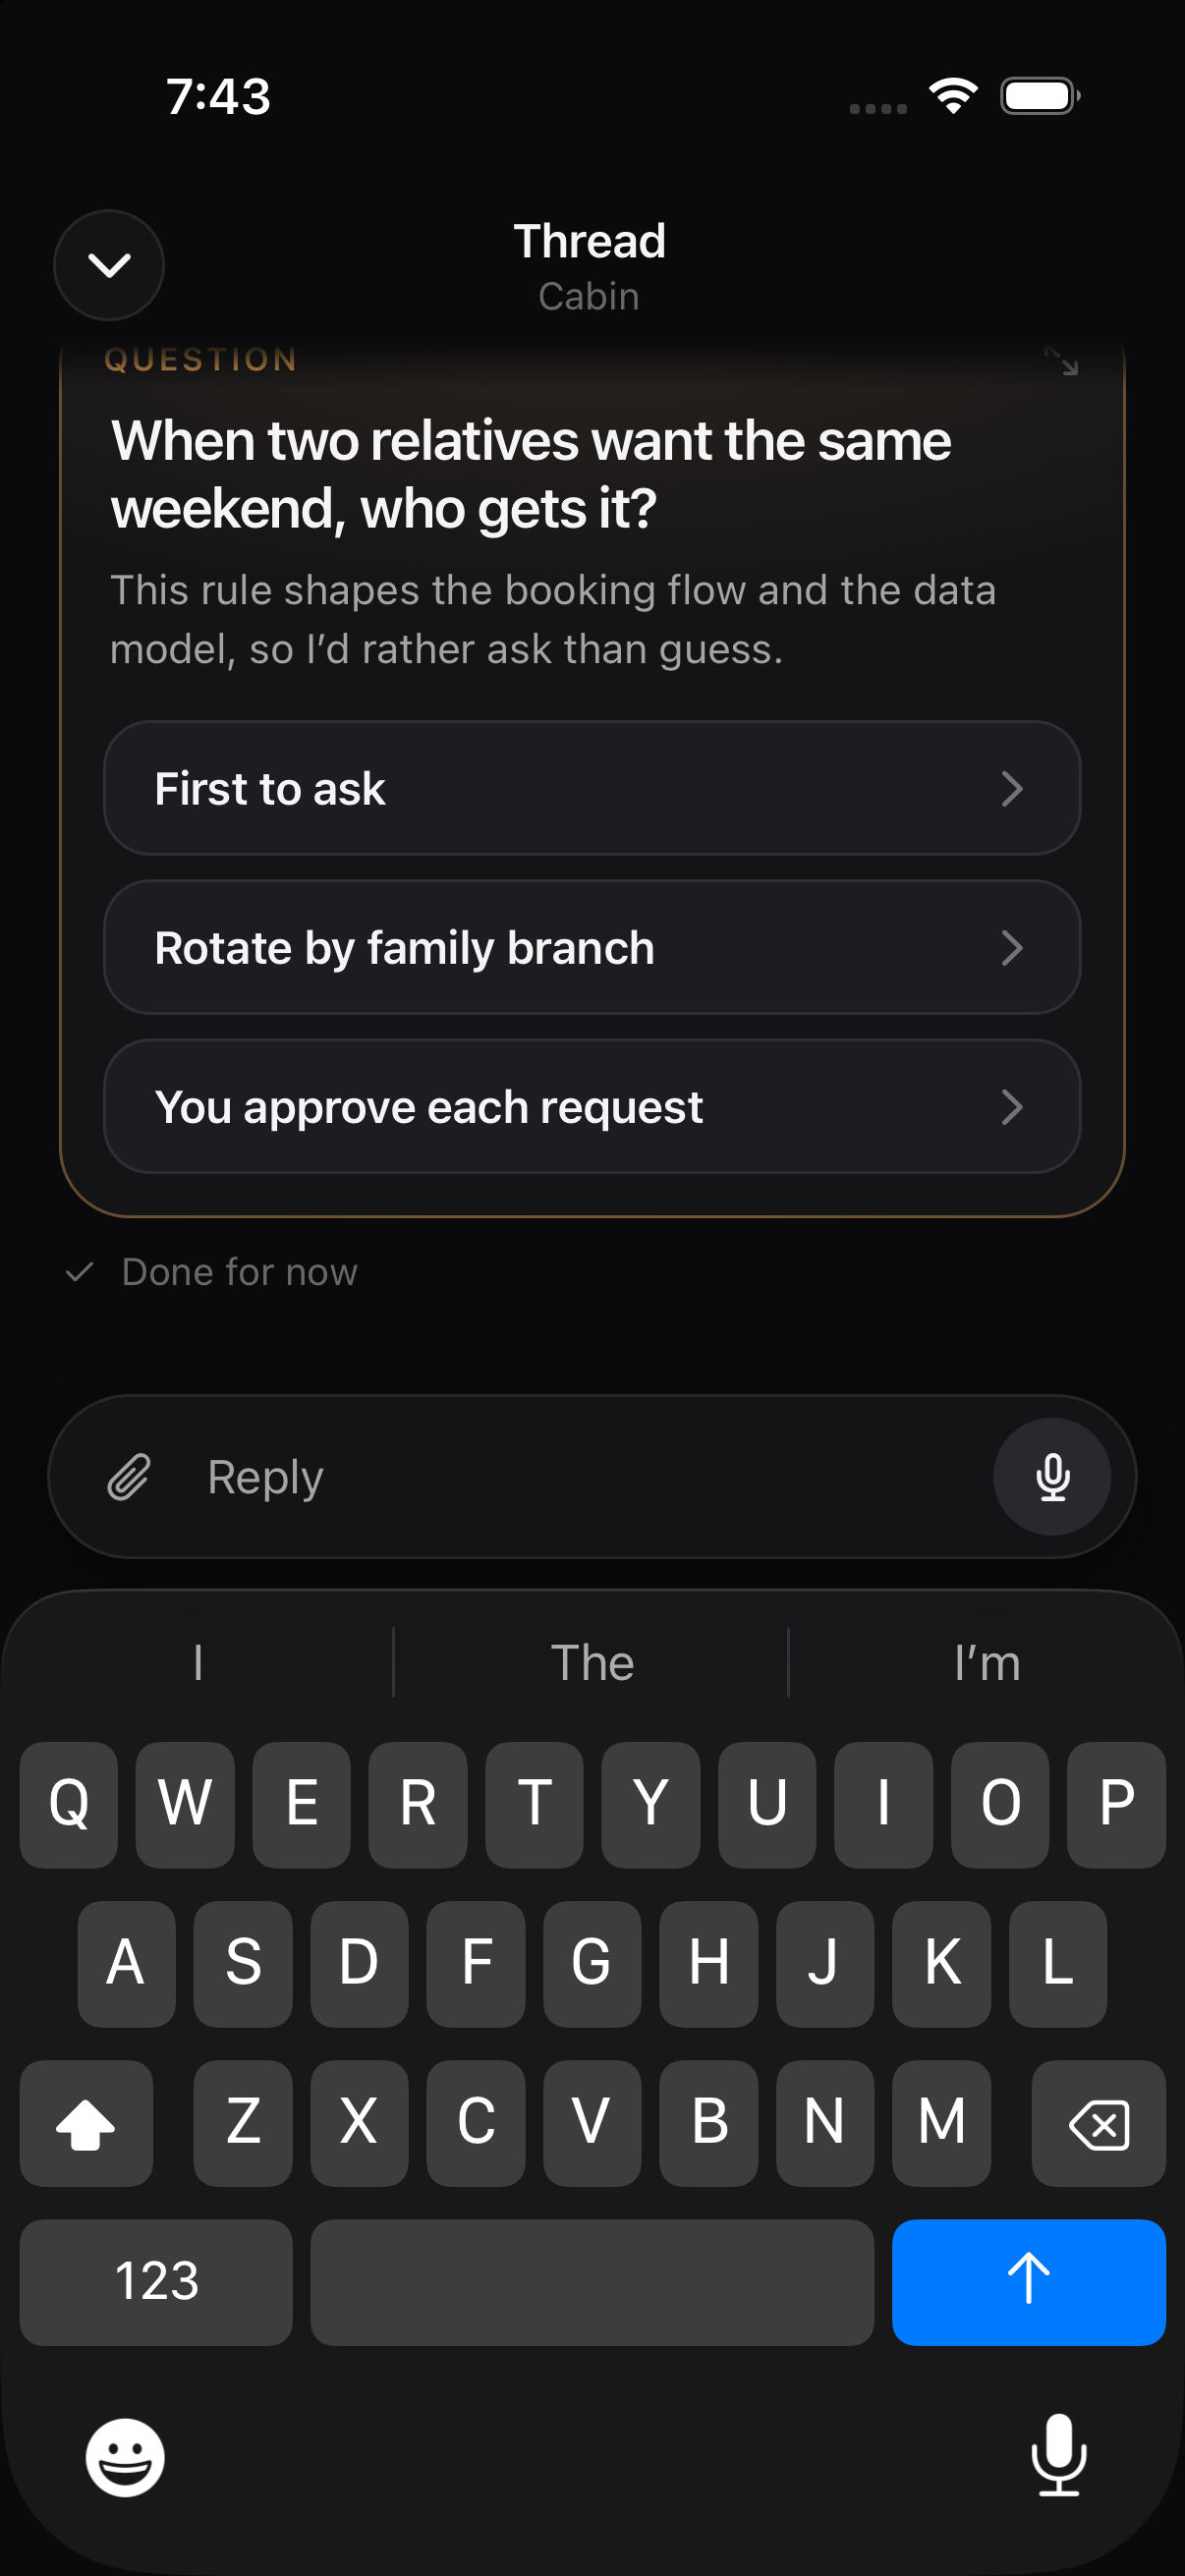 7:43
Thread
Cabin
QUESTION
When two relatives want the same
weekend, who gets it?
This rule shapes the booking flow and the data
model, so I’d rather ask than guess.
First to ask
Rotate by family branch
You approve each request
Done for now
Reply
I The I’m
Q W E R T Y U I O P
A S D F G H J K L
Z X C V B N M
123